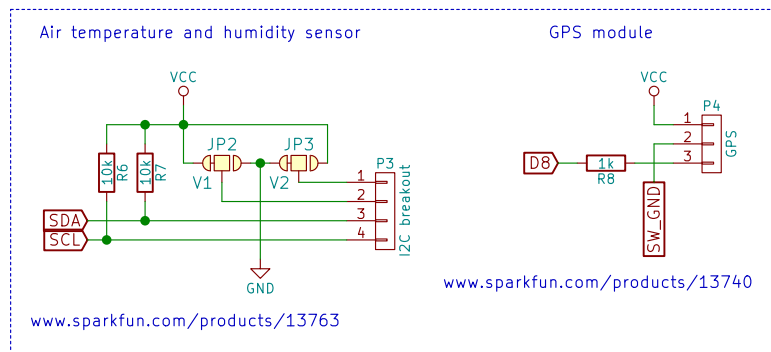 Air temperature and humidity sensor
VCC
JP2
JP3
10k
R6
10k
R7
V1
V2
P3
1
2
3
4
I2C breakout
SDA
SCL
GND
www.sparkfun.com/products/13763
GPS module
VCC
P4
1
2
3
GPS
D8
1k
R8
SW_GND
www.sparkfun.com/products/13740